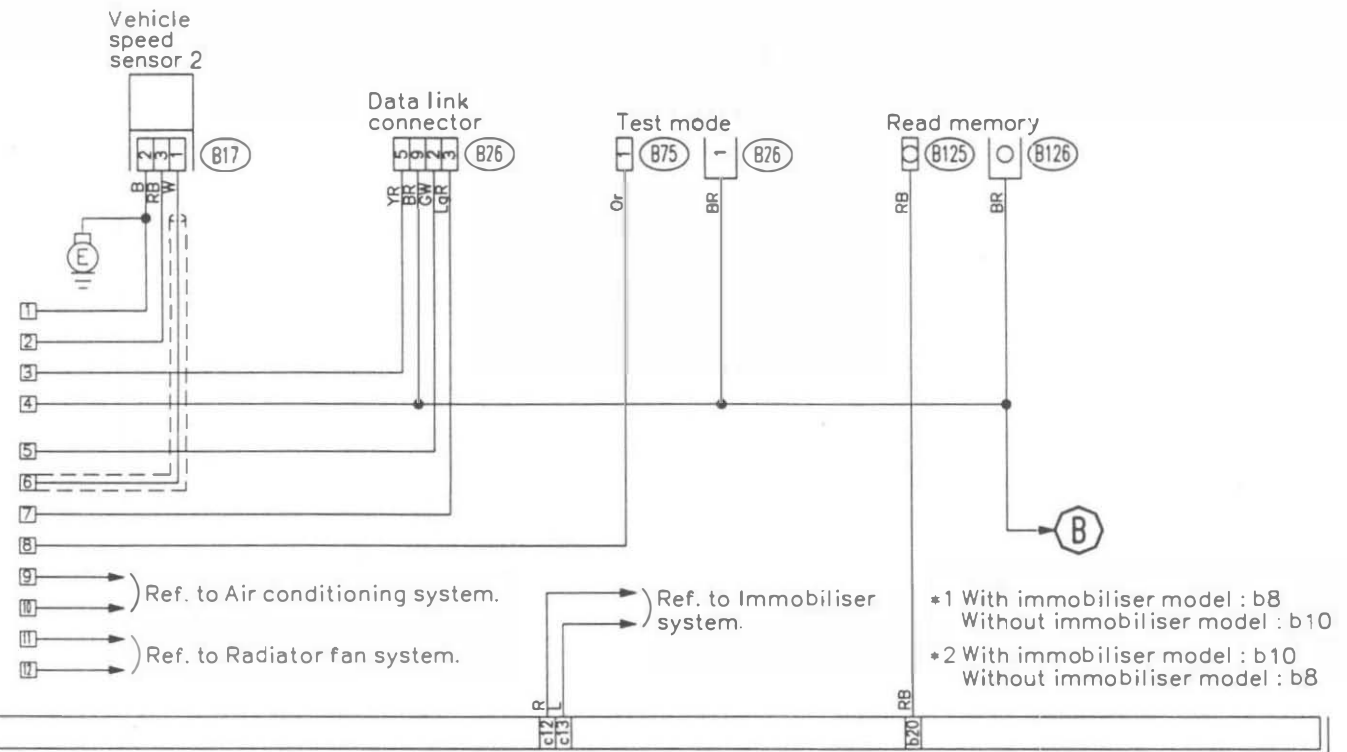 Vehicle
speed
sensor 2
Data link
connector
Test mode
Read memory
2 3 1
B17
5 9 2 3
B26
1
B75
1
B26
B125
B126
B
RB
W
YR
BR
GW
LgR
Or
BR
RB
BR
E
1
2
3
4
5
6
7
8
B
9
10
Ref. to Air conditioning system.
11
12
Ref. to Radiator fan system.
Ref. to Immobiliser
system.
*1 With immobiliser model : b8
Without immobiliser model : b10
*2 With immobiliser model : b10
Without immobiliser model : b8
R
L
RB
c12
c13
b20